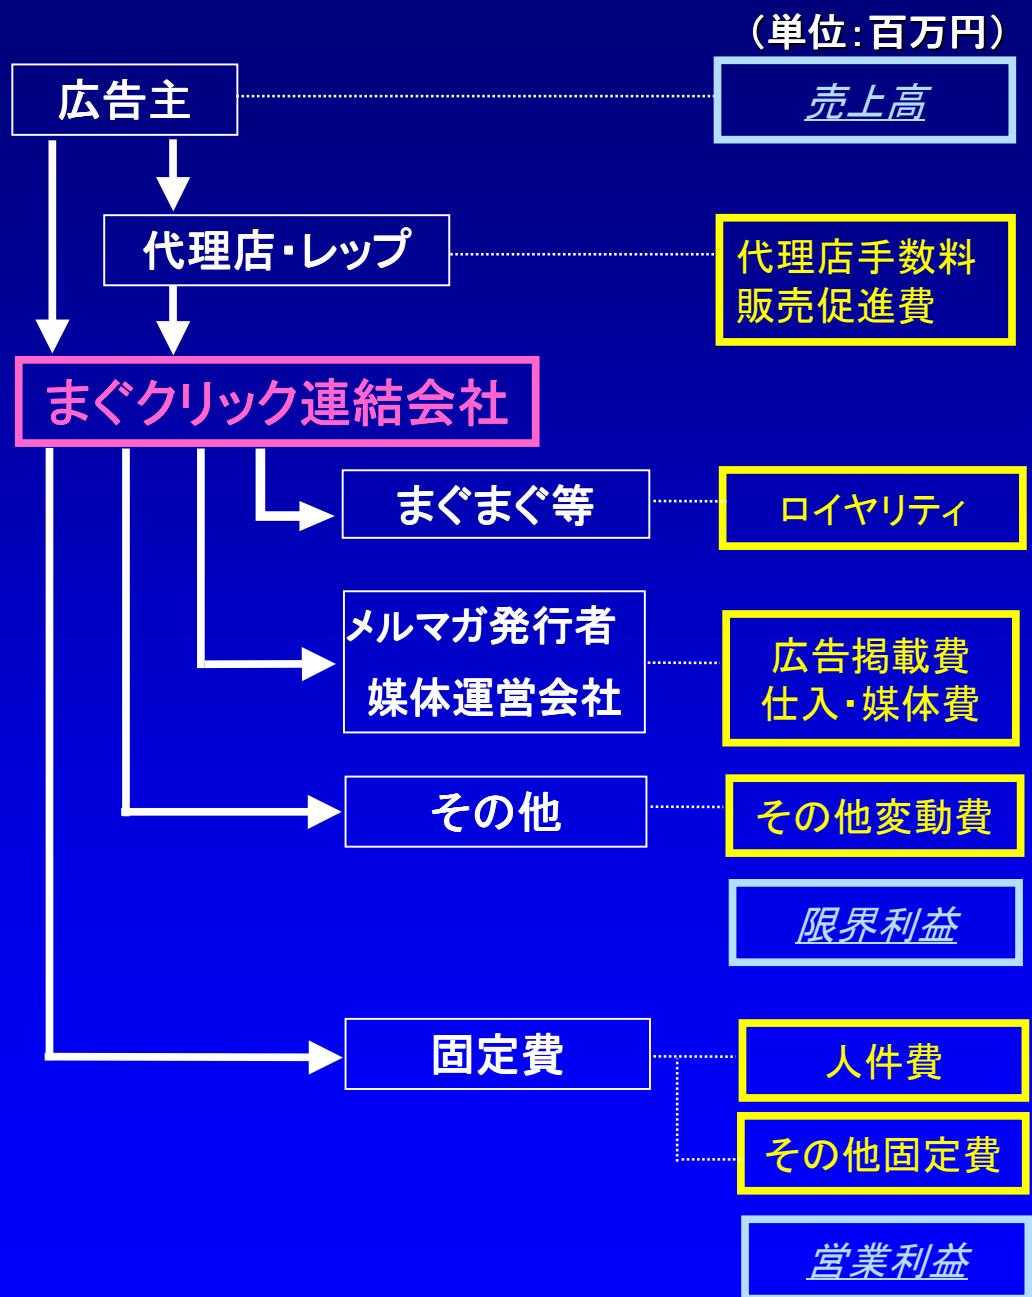 （単位：百万円）
広告主
売上高
代理店・レップ
代理店手数料
販売促進費
まぐクリック連結会社
まぐまぐ等
ロイヤリティ
メルマガ発行者
媒体運営会社
広告掲載費
仕入・媒体費
その他
その他変動費
限界利益
固定費
人件費
その他固定費
営業利益